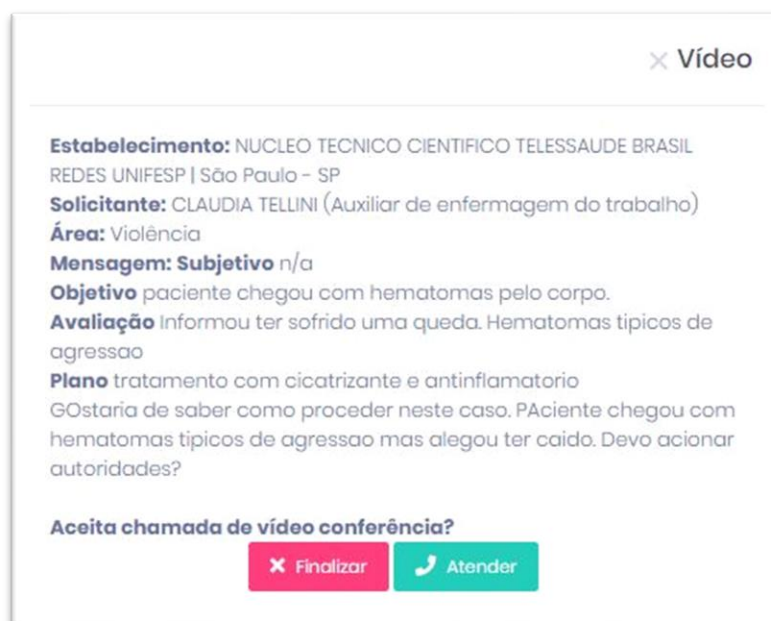 × Vídeo
Estabelecimento: NUCLEO TECNICO CIENTIFICO TELESSAUDE BRASIL
REDES UNIFESP | São Paulo - SP
Solicitante: CLAUDIA TELLINI (Auxiliar de enfermagem do trabalho)
Área: Violência
Mensagem: Subjetivo n/a
Objetivo paciente chegou com hematomas pelo corpo.
Avaliação Informou ter sofrido uma queda. Hematomas tipicos de
agressao
Plano tratamento com cicatrizante e antinflamatorio
GOstaria de saber como proceder neste caso. PAciente chegou com
hematomas tipicos de agressao mas alegou ter caido. Devo acionar
autoridades?
Aceita chamada de vídeo conferência?
× Finalizar
Atender